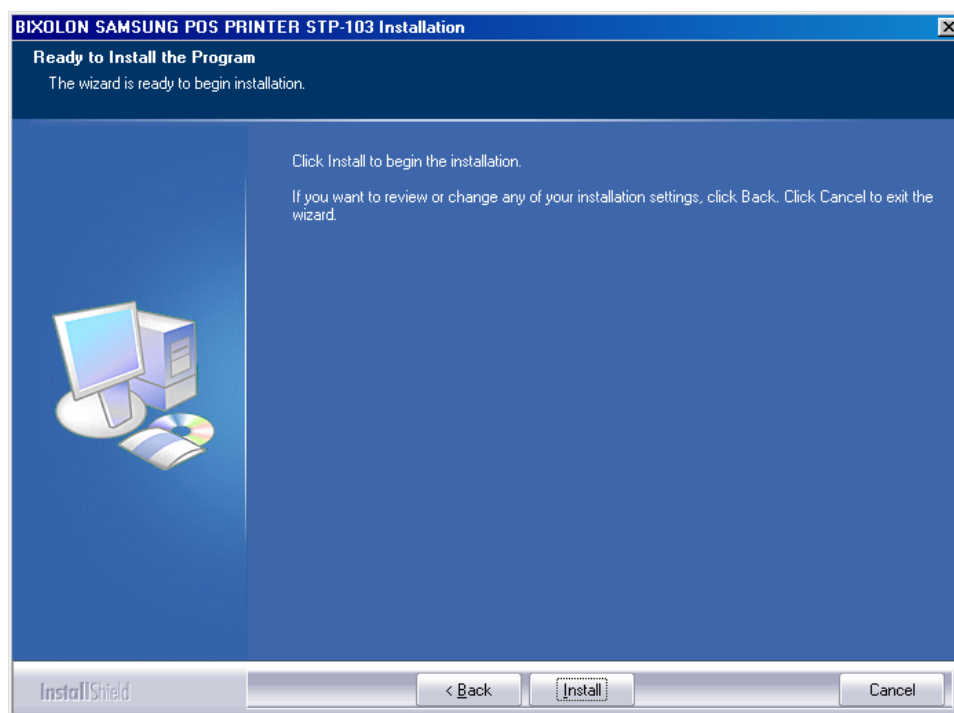 BIXOLON SAMSUNG POS PRINTER STP-103 Installation
Ready to Install the Program
The wizard is ready to begin installation.
Click Install to begin the installation.
If you want to review or change any of your installation settings, click Back. Click Cancel to exit the
wizard.
InstallShield
< Back
Install
Cancel